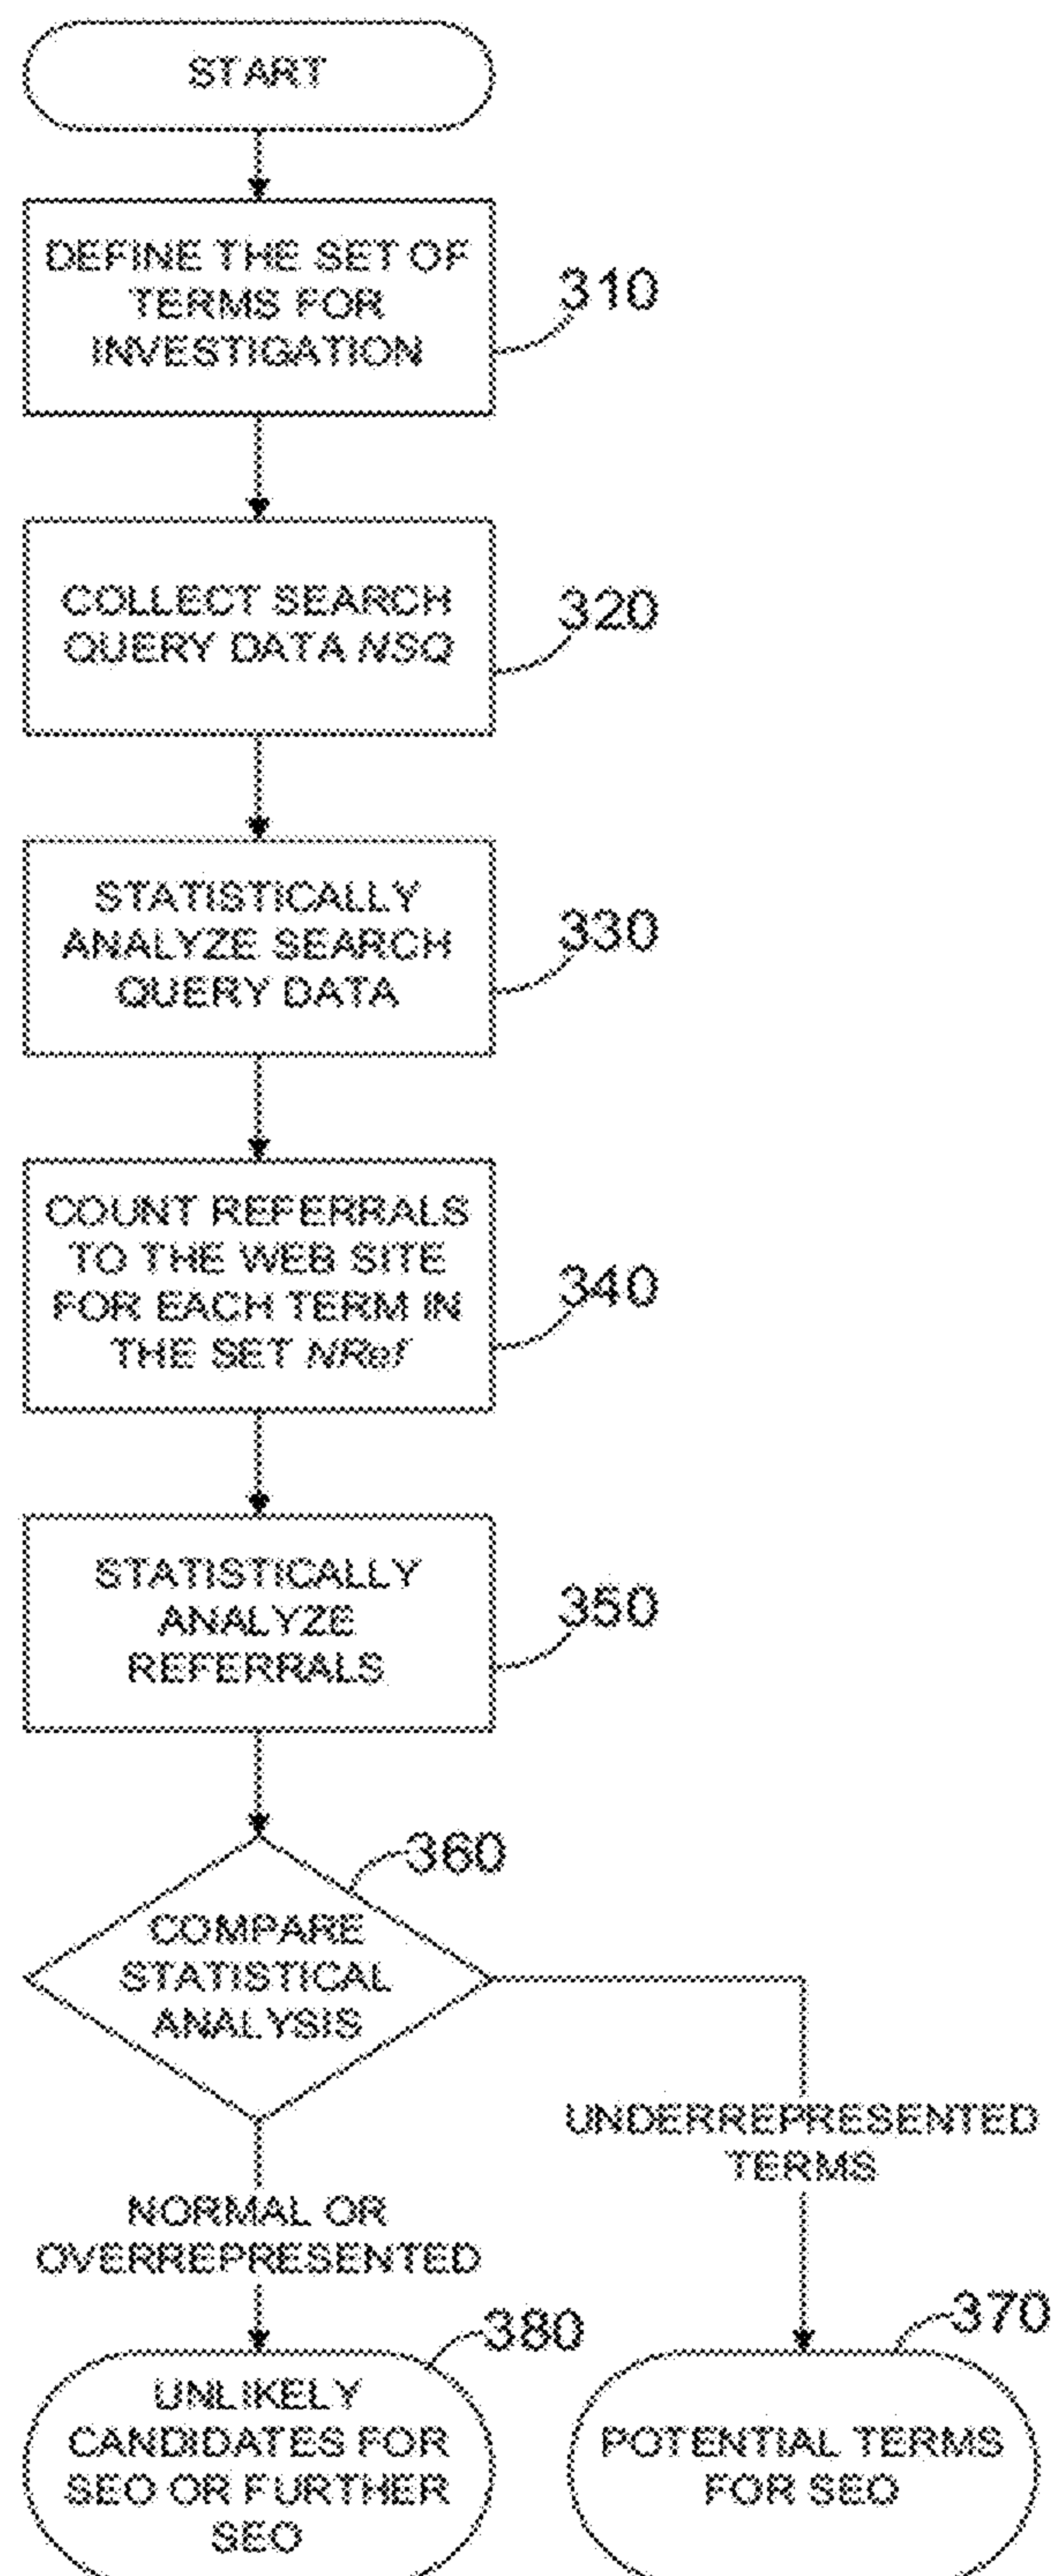 START
DEFINE THE SET OF
TERMS FOR
INVESTIGATION
310
COLLECT SEARCH
QUERY DATA NSQ
320
STATISTICALLY
ANALYZE SEARCH
QUERY DATA
330
COUNT REFERRALS
TO THE WEB SITE
FOR EACH TERM IN
THE SET NRef
340
STATISTICALLY
ANALYZE
REFERRALS
350
360
COMPARE
STATISTICAL
ANALYSIS
UNDERREPRESENTED
TERMS
NORMAL OR
OVERREPRESENTED
380
370
UNLIKELY
CANDIDATES FOR
SEO OR FURTHER
SEO
POTENTIAL TERMS
FOR SEO